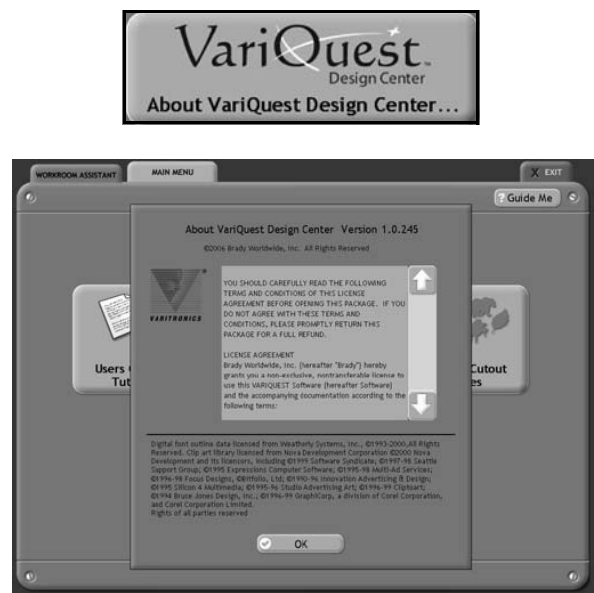 VariQuest™
Design Center
About VariQuest Design Center...
WORKROOM ASSISTANT
MAIN MENU
X EXIT
? Guide Me
About VariQuest Design Center Version 1.0.245
©2006 Brady Worldwide, Inc. All Rights Reserved
VARITRONICS
YOU SHOULD CAREFULLY READ THE FOLLOWING
TERMS AND CONDITIONS OF THIS LICENSE
AGREEMENT BEFORE OPENING THIS PACKAGE. IF YOU
DO NOT AGREE WITH THESE TERMS AND
CONDITIONS, PLEASE PROMPTLY RETURN THIS
PACKAGE FOR A FULL REFUND.
LICENSE AGREEMENT
Brady Worldwide, Inc. (hereafter "Brady") hereby
grants you a non-exclusive, nontransferable license to
use this VARIQUEST Software (hereafter Software)
and the accompanying documentation according to the
following terms:
Users
Tut
Cutout
es
Digital font outline data licensed from Weatherly Systems, Inc., ©1993-2000,All Rights
Reserved. Clip art library licensed from Nova Development Corporation ©2000 Nova
Development and its licensors, including ©1995 Software Syndicate; ©1997-98 Seattle
Support Group; ©1995 Expressions Computer Software; ©1995-98 Multi-Ad Services;
©1996-98 Focus Designs, ©Bitfolio, Ltd; ©1990-96 Innovation Advertising & Design;
©1995 Silicon 4 Multimedia; ©1995-96 Studio Advertising Art; ©1996-99 Clipsart;
©1994 Bruce Jones Design, Inc., ©1996-99 GraphiCorp, a division of Corel Corporation,
and Corel Corporation Limited.
Rights of all parties reserved
OK